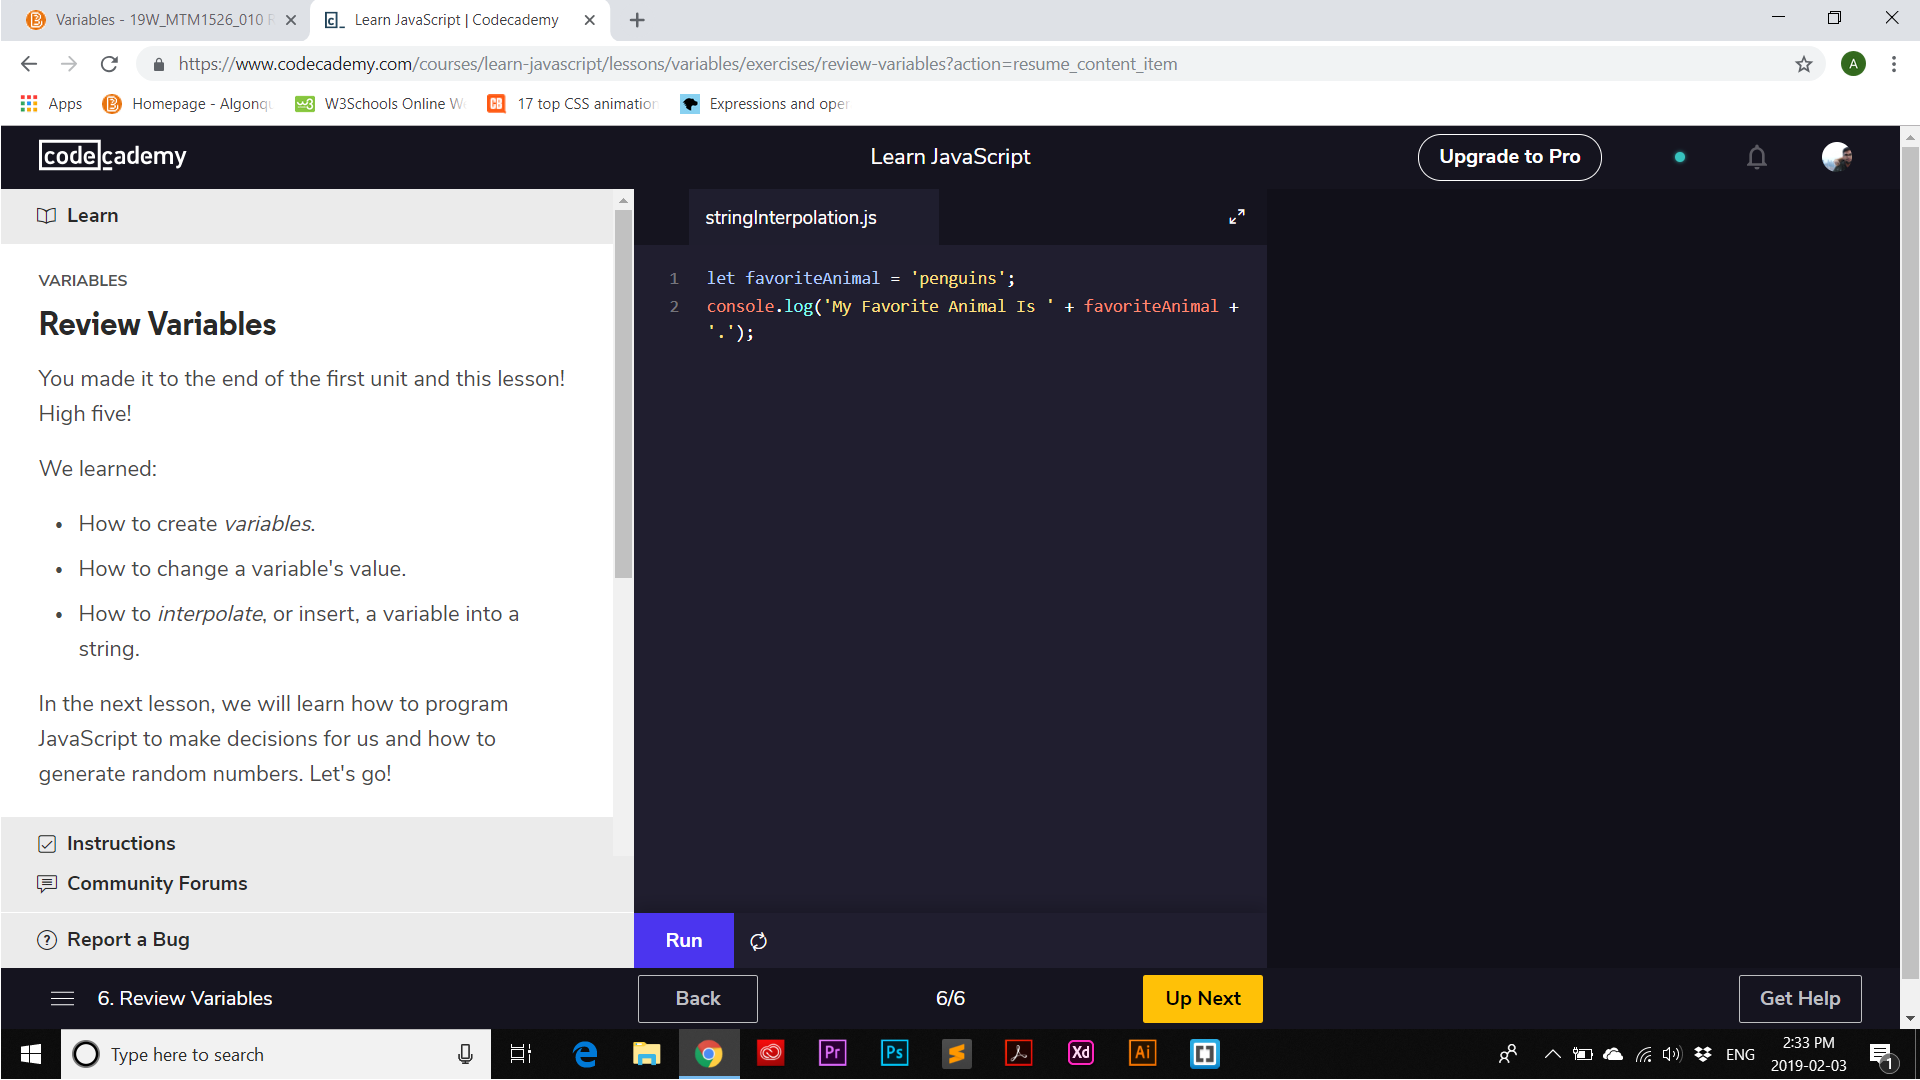 Variables - 19W_MTM1526_010
Learn JavaScript | Codecademy
https://www.codecademy.com/courses/learn-javascript/lessons/variables/exercises/review-variables?action=resume_content_item
A
Apps
Homepage - Algonqu
W3Schools Online
17 top CSS animation
Expressions and oper
codecademy
Learn JavaScript
Upgrade to Pro
Learn
stringInterpolation.js
VARIABLES
Review Variables
You made it to the end of the first unit and this lesson!
High five!
We learned:
• How to create variables.
• How to change a variable's value.
• How to interpolate, or insert, a variable into a
string.
In the next lesson, we will learn how to program
JavaScript to make decisions for us and how to
generate random numbers. Let's go!
1 let favoriteAnimal = 'penguins';
2 console.log('My Favorite Animal Is ' + favoriteAnimal +
'.');
Instructions
Community Forums
Report a Bug
Run
6. Review Variables
Back
6/6
Up Next
Get Help
Type here to search
Pr
Ps
Xd
Ai
ENG
2:33 PM
2019-02-03
1